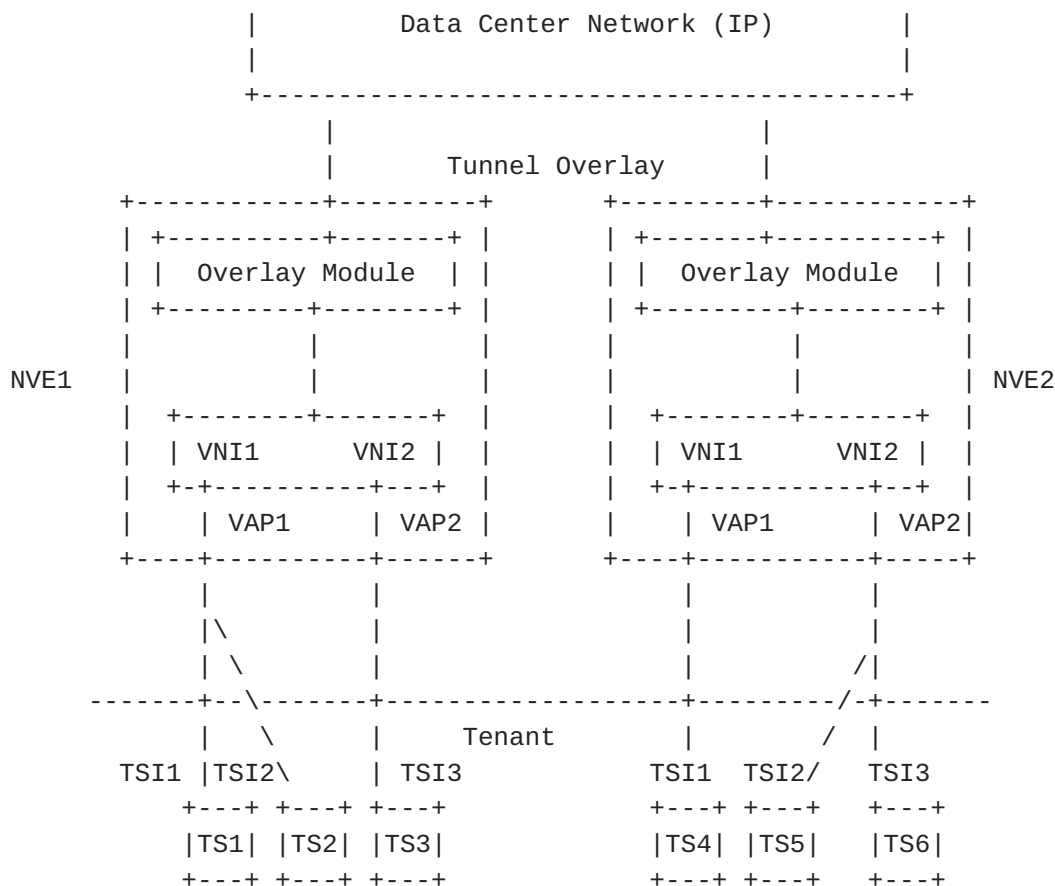 Data Center Network (IP)
Tunnel Overlay
Overlay Module Overlay Module
NVE1 NVE2
VNI1 VNI2 VNI1 VNI2
VAP1 VAP2 VAP1 VAP2
Tenant
TSI1 TSI2 TSI3 TSI1 TSI2 TSI3
TS1 TS2 TS3 TS4 TS5 TS6